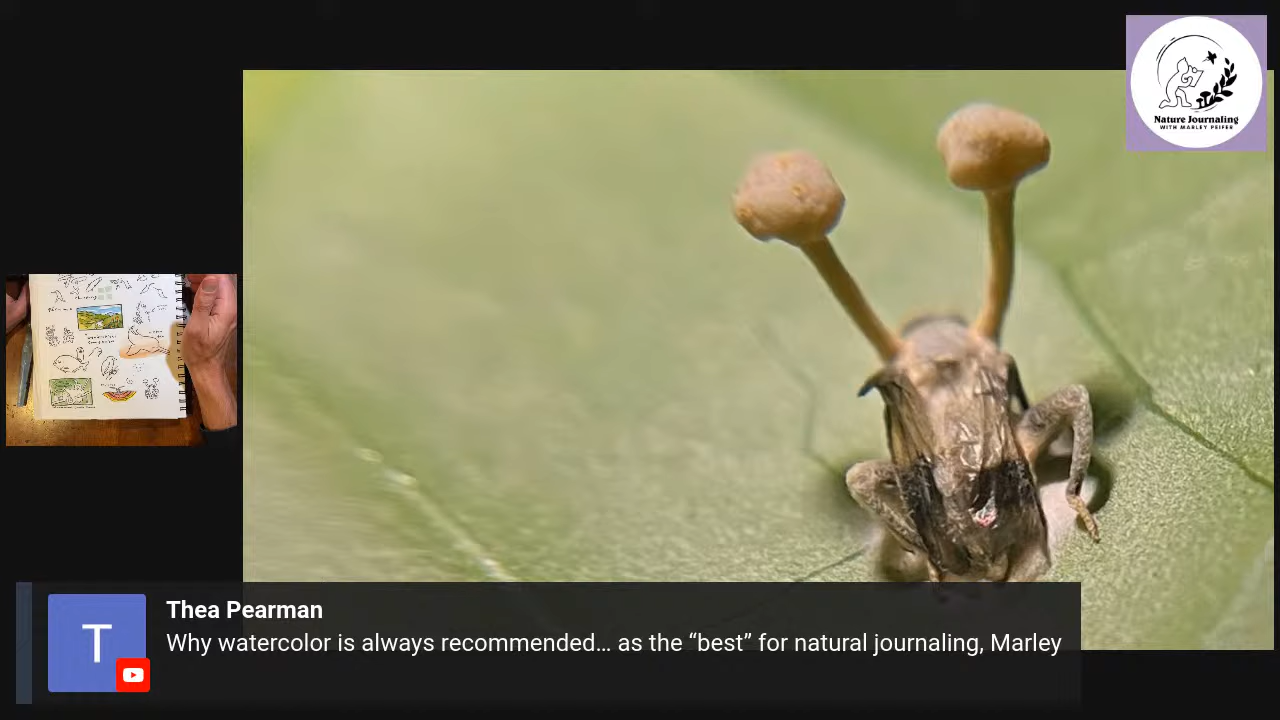 Nature Journaling
WITH MARLEY PEIFER
T
Thea Pearman
Why watercolor is always recommended… as the “best” for natural journaling, Marley